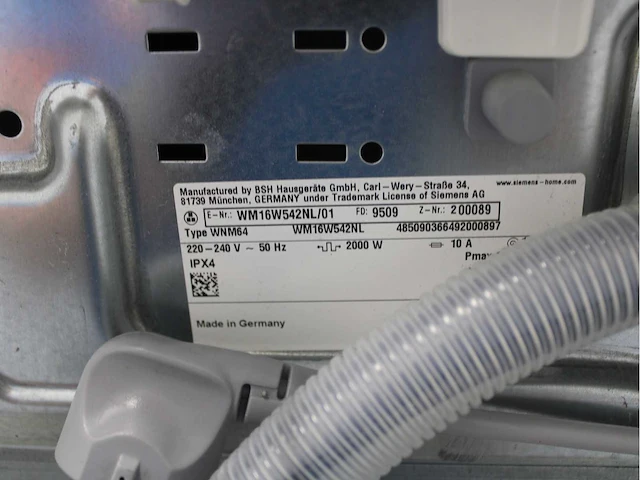 Manufactured by BSH Hausgeräte GmbH, Carl-Wery-Straße 34, www.siemens-home.com
81739 München, GERMANY under Trademark License of Siemens AG
E-Nr.: WM16W542NL/01 FD: 9509 Z-Nr.: 200089
Type WNM64 WM16W542NL 485090366492000897
220-240 V ~ 50 Hz 2000 W 10 A
IPX4 Pmax
Made in Germany